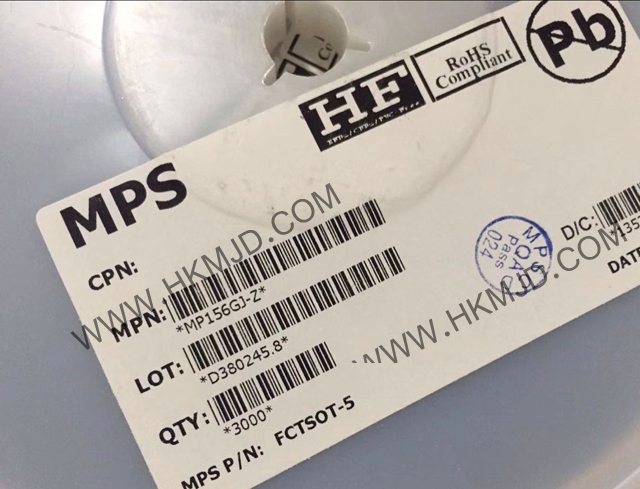 HF
RoHS
Compliant
Pb
MPS
CPN:
MPN:
*MP156GJ-Z*
LOT:
*D380245.8*
QTY:
*3000*
MPS P/N: FCTSOT-5
MPS
QA
Pass
024
D/C:
DATE
WWW.HKMJD.COM
WWW.HKMJD.COM